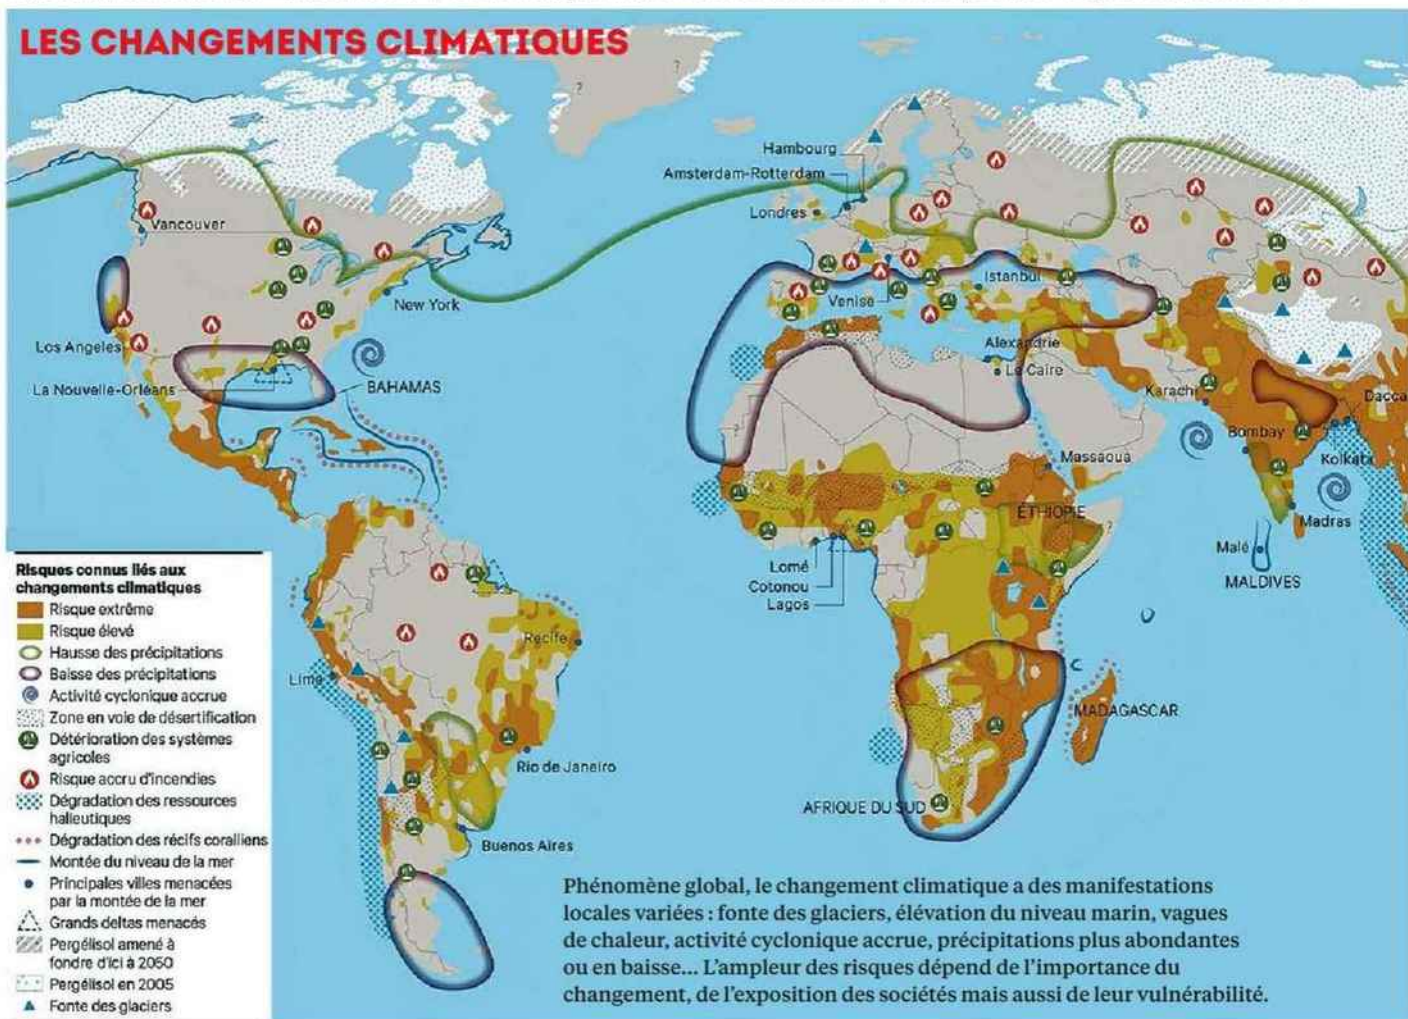 LES CHANGEMENTS CLIMATIQUES
?
?
Hambourg
Amsterdam-Rotterdam
Londres
Vancouver
Istanbul
New York
Venise
?
Los Angeles
Alexandrie
Le Caire
La Nouvelle-Orléans
BAHAMAS
Karachi
Dacca
?
Bombay
Kolkata
Massaoua
ÉTHIOPIE
?
Madras
Malé
MALDIVES
Lomé
Cotonou
Lagos
Recife
Lima
MADAGASCAR
Rio de Janeiro
AFRIQUE DU SUD
Buenos Aires
Risques connus liés aux
changements climatiques
Risque extrême
Risque élevé
Hausse des précipitations
Baisse des précipitations
Activité cyclonique accrue
Zone en voie de désertification
Détérioration des systèmes
agricoles
Risque accru d'incendies
Dégradation des ressources
halieutiques
Dégradation des récifs coralliens
Montée du niveau de la mer
Principales villes menacées
par la montée de la mer
Grands deltas menacés
Pergélisol amené à
fondre d'ici à 2050
Pergélisol en 2005
Fonte des glaciers
Phénomène global, le changement climatique a des manifestations
locales variées : fonte des glaciers, élévation du niveau marin, vagues
de chaleur, activité cyclonique accrue, précipitations plus abondantes
ou en baisse... L'ampleur des risques dépend de l'importance du
changement, de l'exposition des sociétés mais aussi de leur vulnérabilité.